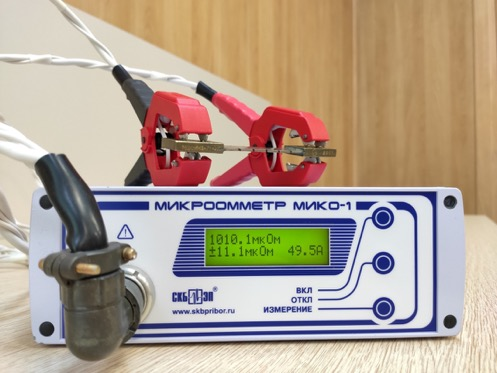 МИКРООММЕТР МИКО-1
1010.1мкОм
±11.1мкОм 49.5А
СКБ ЭП®
www.skbpribor.ru
ВКЛ
ОТКЛ
ИЗМЕРЕНИЕ